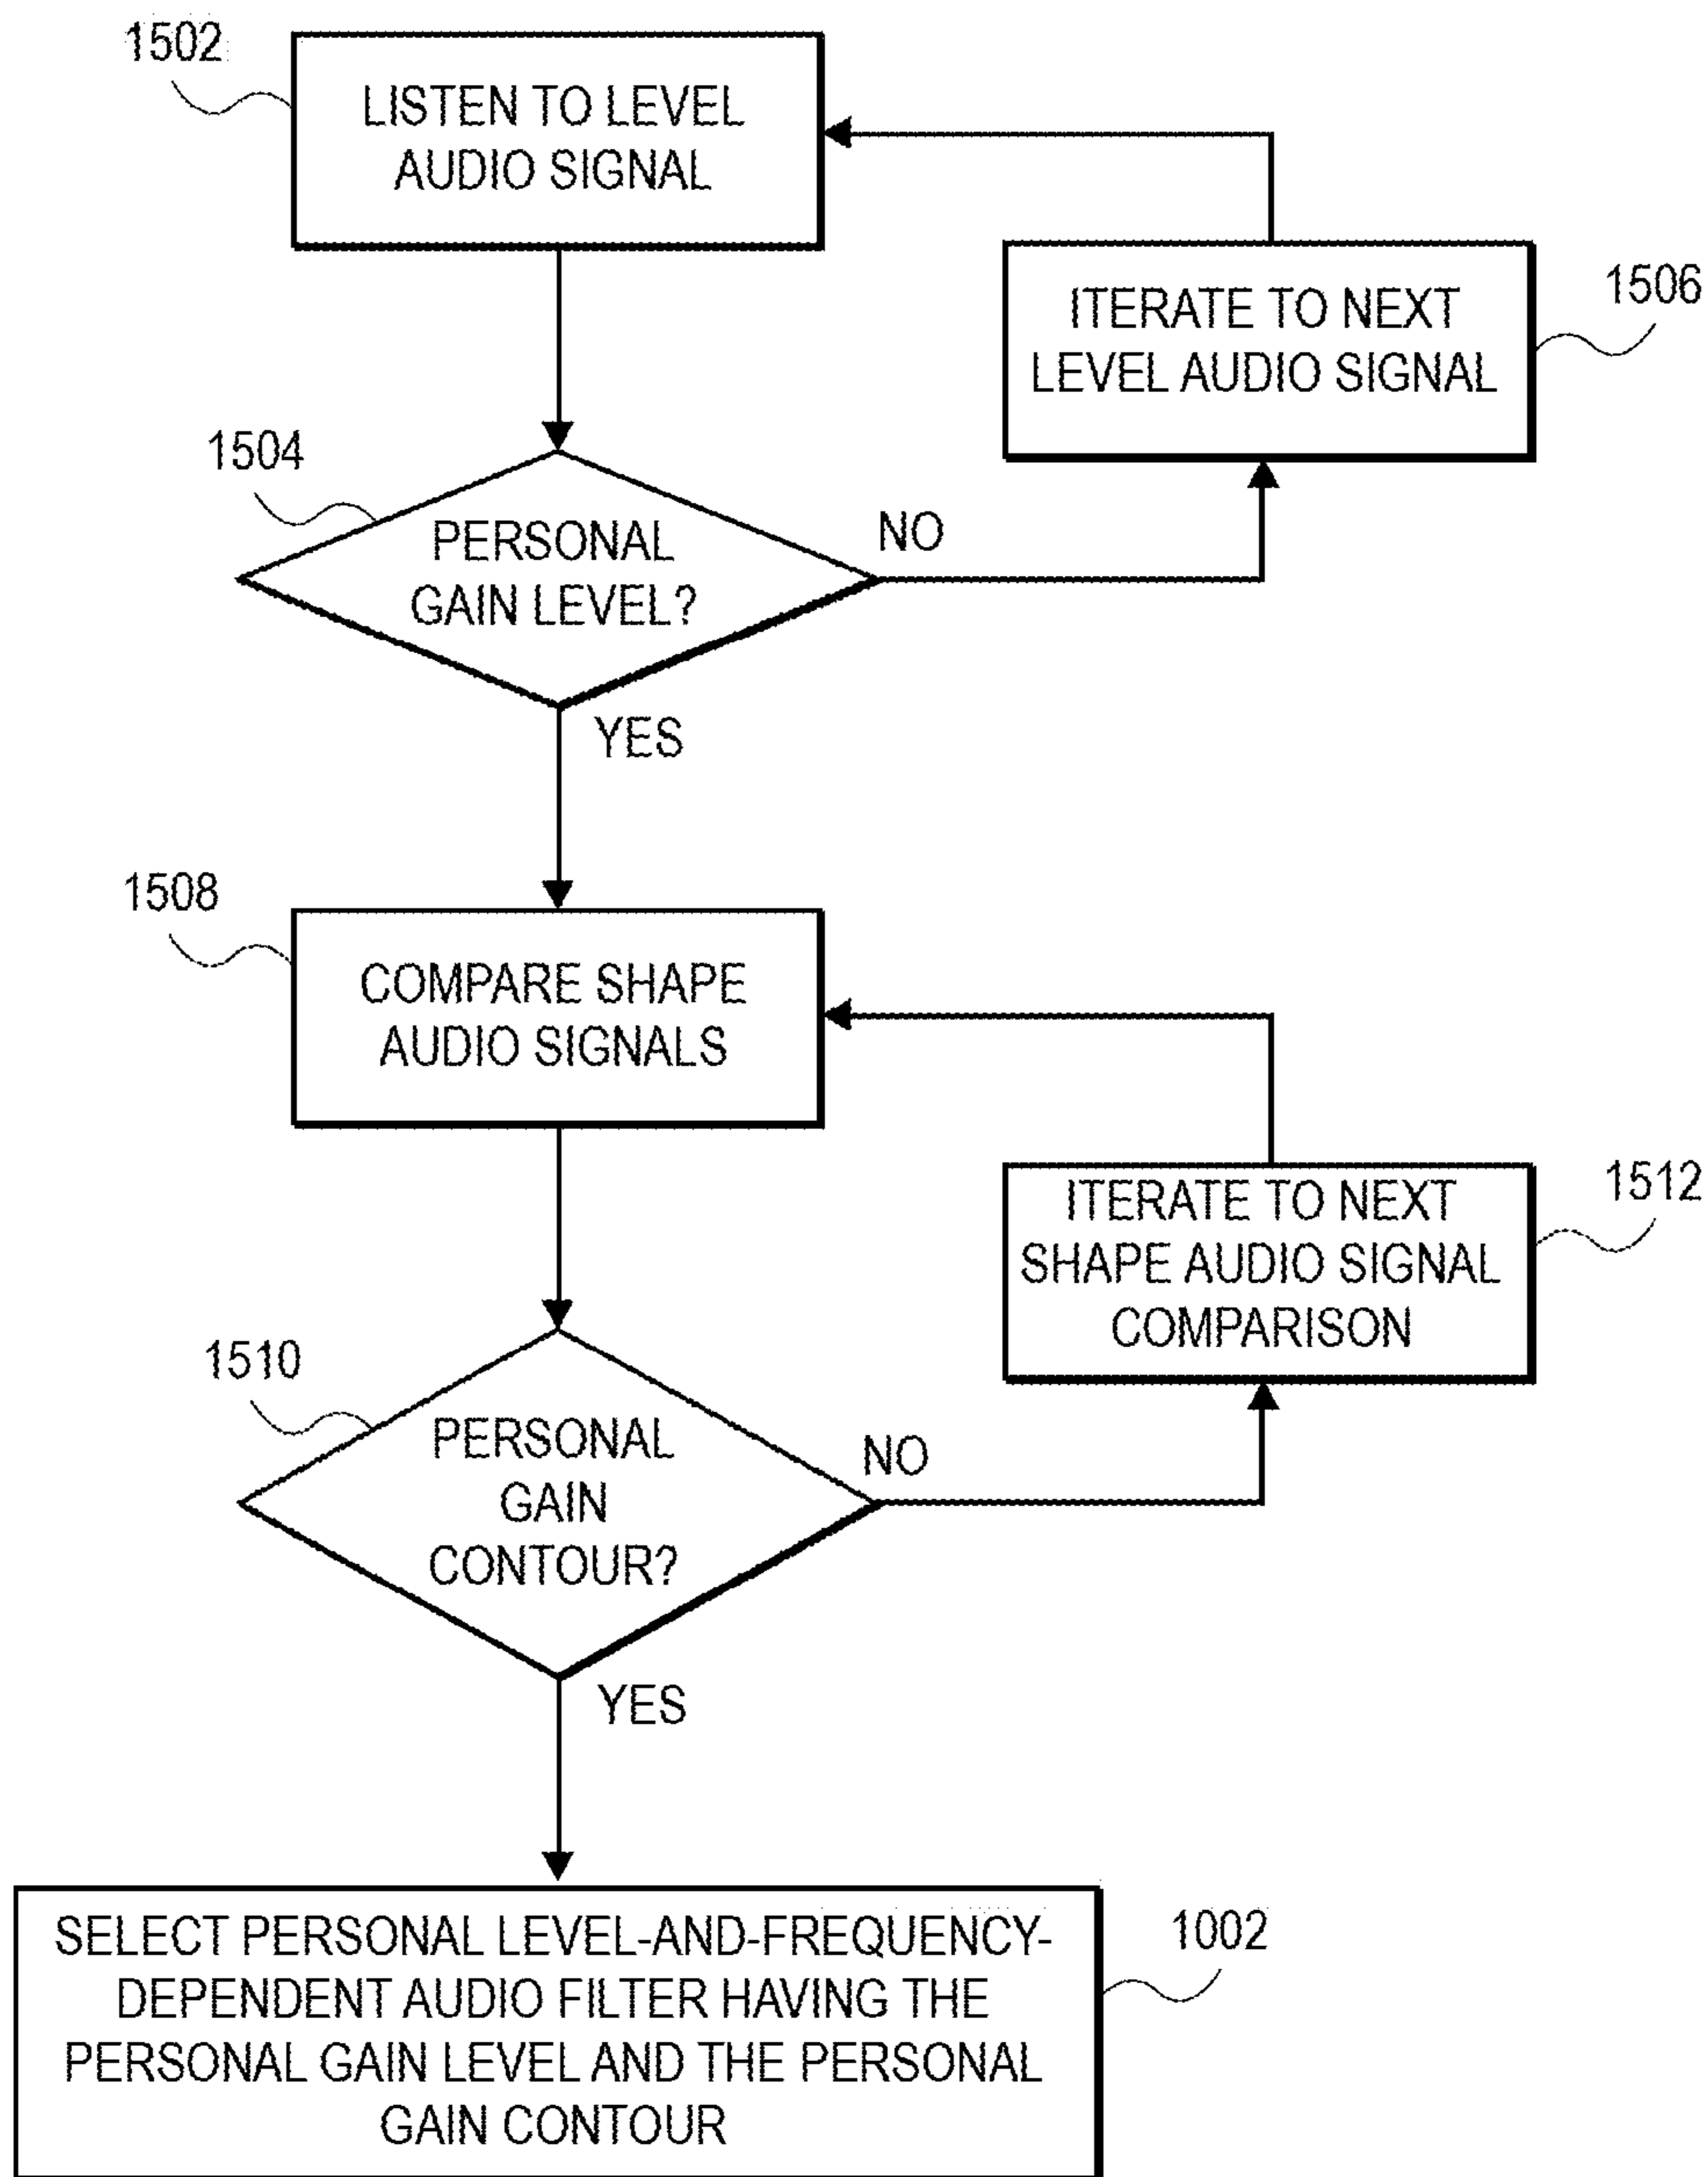 1502
LISTEN TO LEVEL
AUDIO SIGNAL
1506
ITERATE TO NEXT
LEVEL AUDIO SIGNAL
1504
PERSONAL
GAIN LEVEL?
NO
YES
1508
COMPARE SHAPE
AUDIO SIGNALS
1512
ITERATE TO NEXT
SHAPE AUDIO SIGNAL
COMPARISON
1510
PERSONAL
GAIN
CONTOUR?
NO
YES
1002
SELECT PERSONAL LEVEL-AND-FREQUENCY-
DEPENDENT AUDIO FILTER HAVING THE
PERSONAL GAIN LEVEL AND THE PERSONAL
GAIN CONTOUR